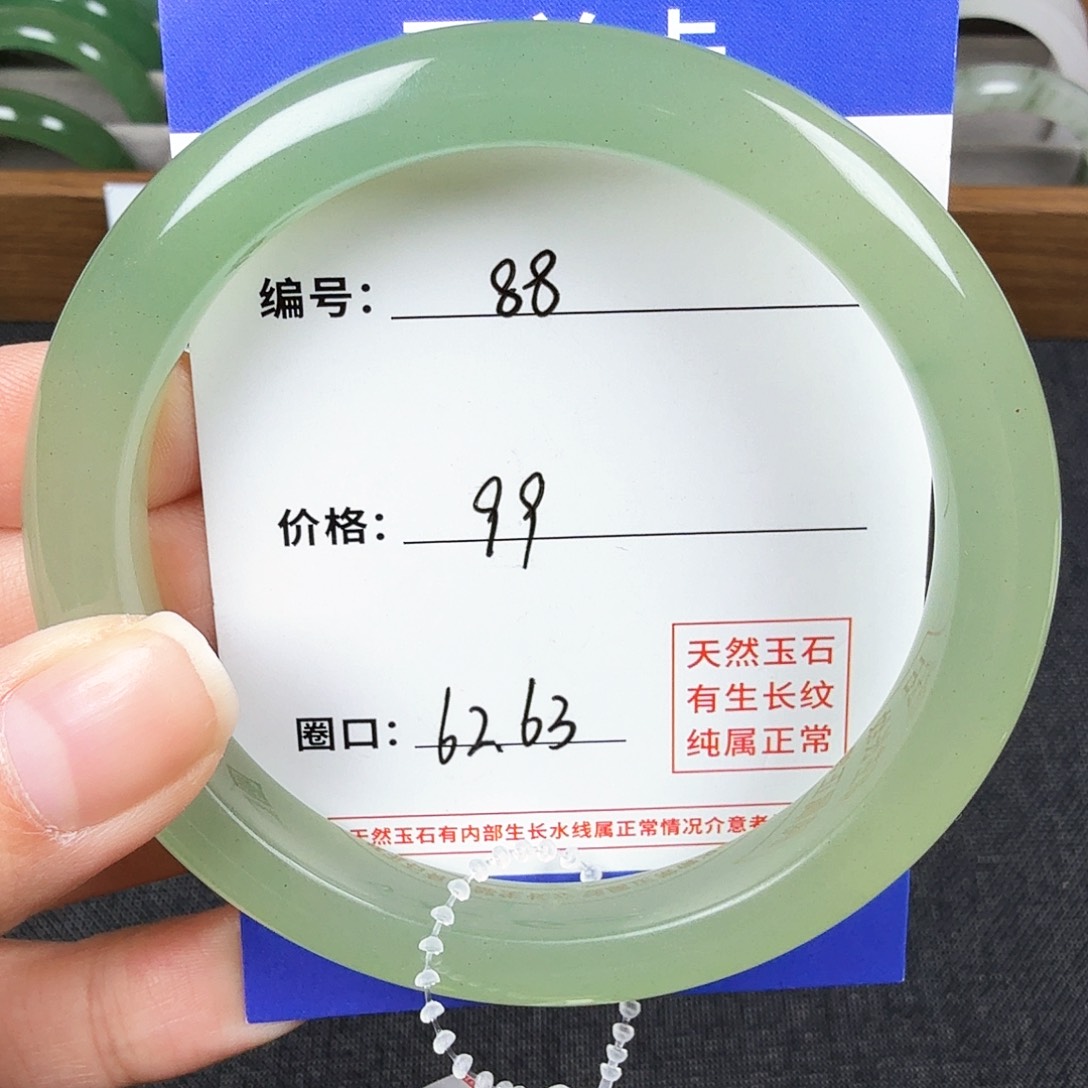 编号： 88
价格： 99
圈口： 62.63
天然玉石
有生长纹
纯属正常
天然玉石有内部生长水线属正常情况介意者